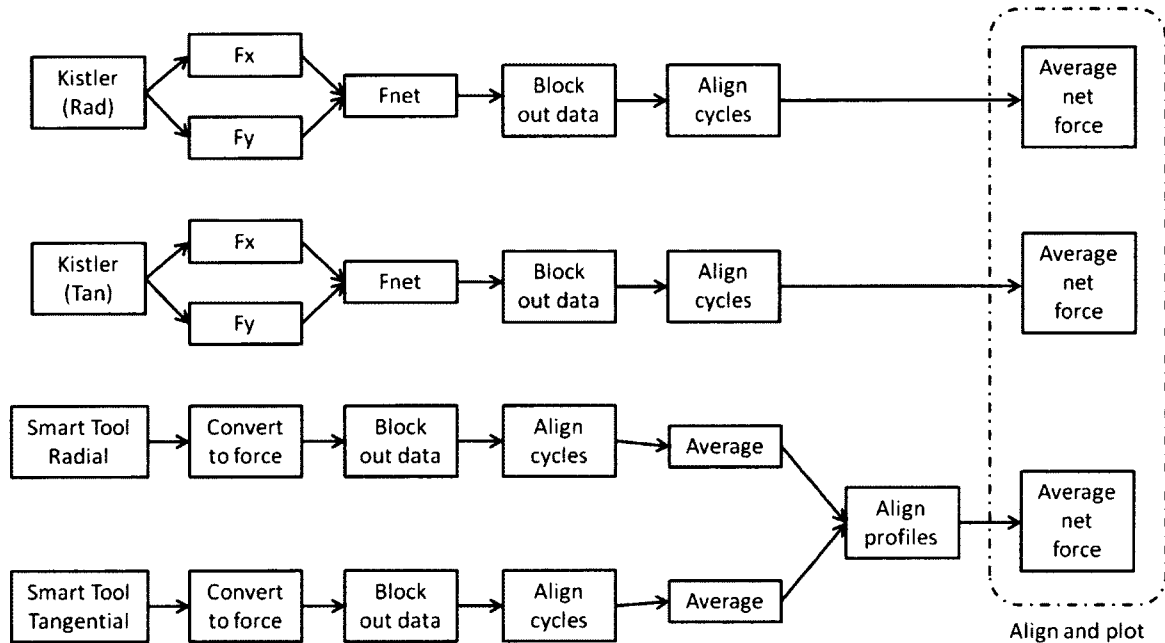 Kistler
(Rad)
Fx
Fy
Fnet
Block
out data
Align
cycles
Average
net
force
Kistler
(Tan)
Fx
Fy
Fnet
Block
out data
Align
cycles
Average
net
force
Smart Tool
Radial
Convert
to force
Block
out data
Align
cycles
Average
Smart Tool
Tangential
Convert
to force
Block
out data
Align
cycles
Average
Align
profiles
Average
net
force
Align and plot